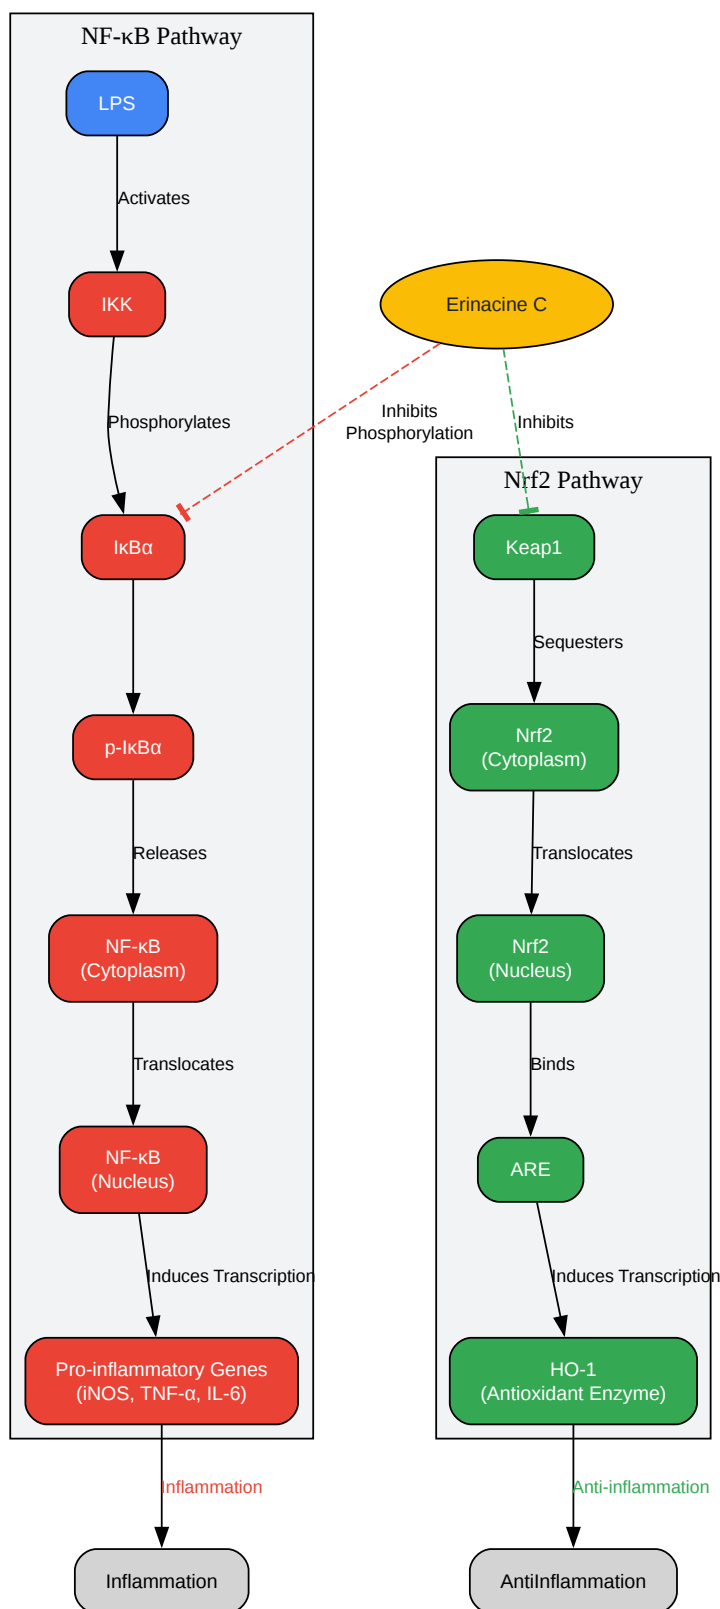 NF-κB Pathway
LPS
Activates
IKK
Erinacine C
Phosphorylates
Inhibits
Phosphorylation
Inhibits
Nrf2 Pathway
IκBα
Keap1
Sequesters
p-IκBα
Nrf2
(Cytoplasm)
Releases
Translocates
NF-κB
(Cytoplasm)
Nrf2
(Nucleus)
Translocates
Binds
NF-κB
(Nucleus)
ARE
Induces Transcription
Induces Transcription
Pro-inflammatory Genes
(iNOS, TNF-α, IL-6)
HO-1
(Antioxidant Enzyme)
Inflammation
Anti-inflammation
Inflammation
AntiInflammation